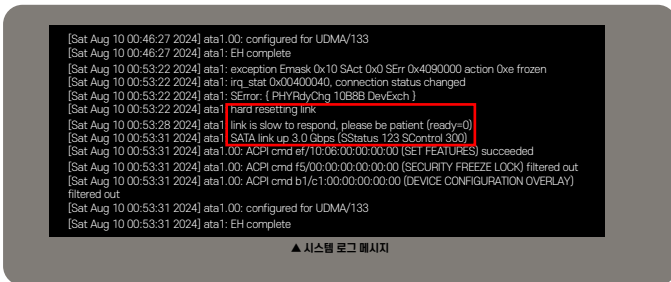 [Sat Aug 10 00:46:27 2024] ata1.00: configured for UDMA/133
[Sat Aug 10 00:46:27 2024] ata1: EH complete
[Sat Aug 10 00:53:22 2024] ata1: exception Emask 0x10 SAct 0x0 SErr 0x4090000 action 0xe frozen
[Sat Aug 10 00:53:22 2024] ata1: irq_stat 0x00400040, connection status changed
[Sat Aug 10 00:53:22 2024] ata1: SError: { PHYRdyChg 10B8B DevExch }
[Sat Aug 10 00:53:22 2024] ata1: hard resetting link
[Sat Aug 10 00:53:28 2024] ata1: link is slow to respond, please be patient (ready=0)
[Sat Aug 10 00:53:31 2024] ata1: SATA link up 3.0 Gbps (SStatus 123 SControl 300)
[Sat Aug 10 00:53:31 2024] ata1.00: ACPI cmd ef/10:06:00:00:00:00 (SET FEATURES) succeeded
[Sat Aug 10 00:53:31 2024] ata1.00: ACPI cmd f5/00:00:00:00:00:00 (SECURITY FREEZE LOCK) filtered out
[Sat Aug 10 00:53:31 2024] ata1.00: ACPI cmd b1/c1:00:00:00:00:00 (DEVICE CONFIGURATION OVERLAY)
filtered out
[Sat Aug 10 00:53:31 2024] ata1.00: configured for UDMA/133
[Sat Aug 10 00:53:31 2024] ata1: EH complete
▲ 시스템 로그 메시지